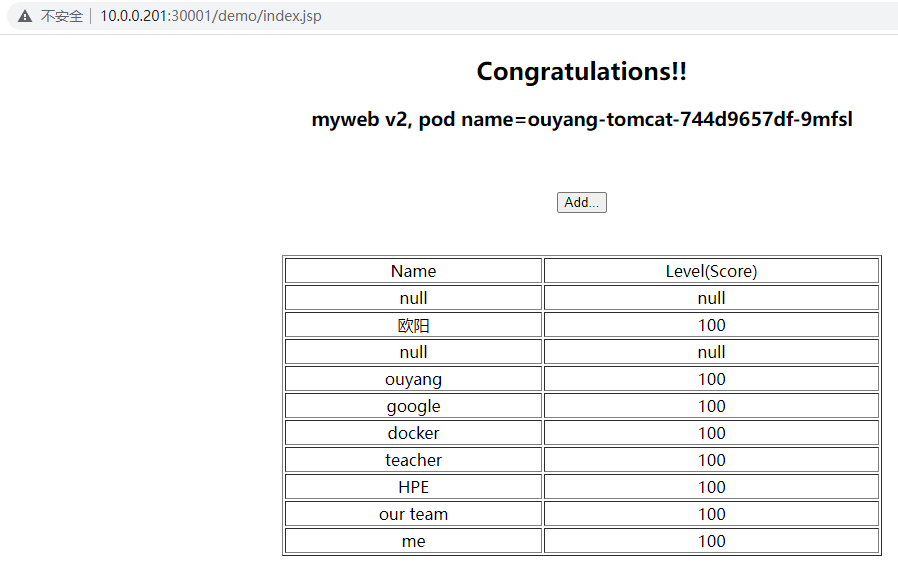 不安全 10.0.0.201:30001/demo/index.jsp
Congratulations!!
myweb v2, pod name=ouyang-tomcat-744d9657df-9mfsl
Add...
Name Level(Score)
null null
欧阳 100
null null
ouyang 100
google 100
docker 100
teacher 100
HPE 100
our team 100
me 100